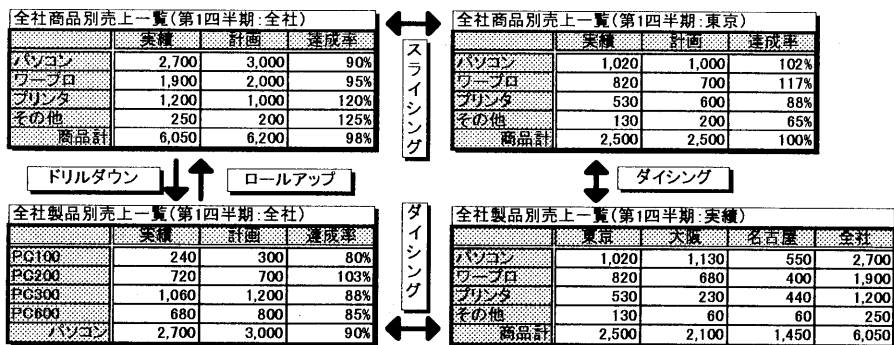 全社商品別売上一覧(第1四半期:全社)
実績 計画 達成率
パソコン 2,700 3,000 90%
ワープロ 1,900 2,000 95%
プリンタ 1,200 1,000 120%
その他 250 200 125%
商品計 6,050 6,200 98%
スライシング
全社商品別売上一覧(第1四半期:東京)
実績 計画 達成率
パソコン 1,020 1,000 102%
ワープロ 820 700 117%
プリンタ 530 600 88%
その他 130 200 65%
商品計 2,500 2,500 100%
ドリルダウン
ロールアップ
ダイシング
全社製品別売上一覧(第1四半期:全社)
実績 計画 達成率
PC100 240 300 80%
PC200 720 700 103%
PC300 1,060 1,200 88%
PC600 680 800 85%
パソコン 2,700 3,000 90%
ダイシング
全社製品別売上一覧(第1四半期:実績)
東京 大阪 名古屋 全社
パソコン 1,020 1,130 550 2,700
ワープロ 820 680 400 1,900
プリンタ 530 230 440 1,200
その他 130 60 60 250
商品計 2,500 2,100 1,450 6,050